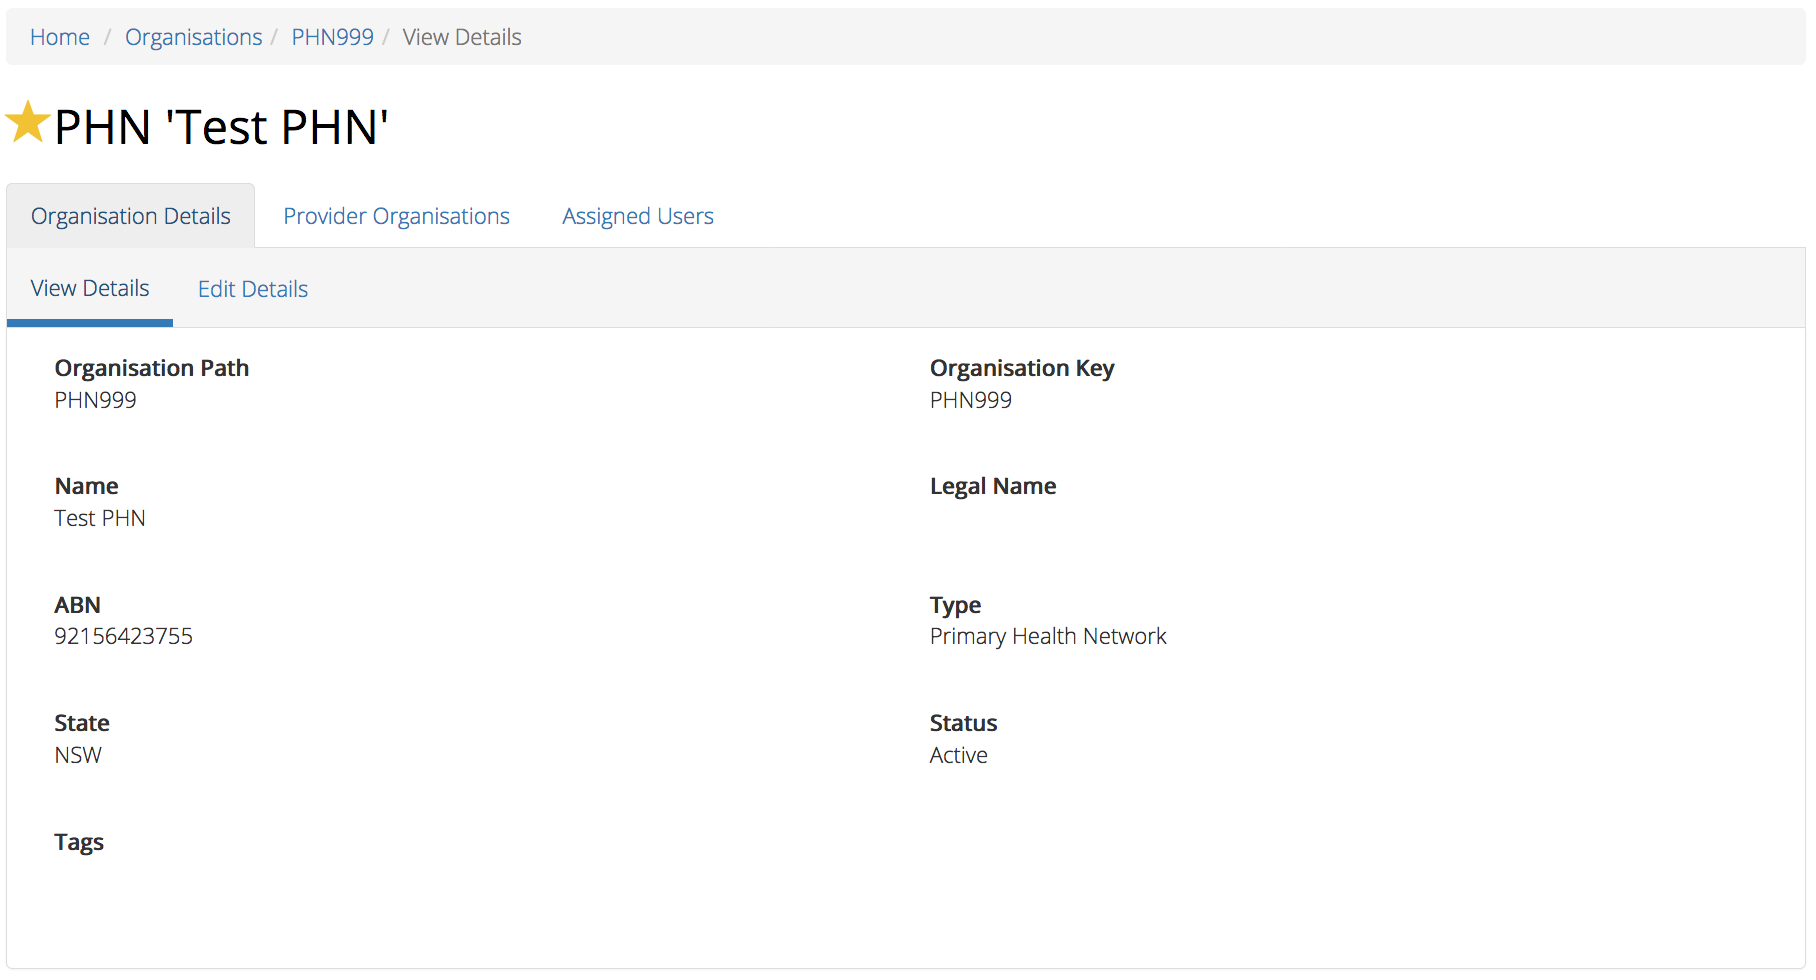 Home / Organisations / PHN999 / View Details
PHN 'Test PHN'
Organisation Details Provider Organisations Assigned Users
View Details Edit Details
Organisation Path Organisation Key
PHN999 PHN999
Name Legal Name
Test PHN
ABN Type
92156423755 Primary Health Network
State Status
NSW Active
Tags